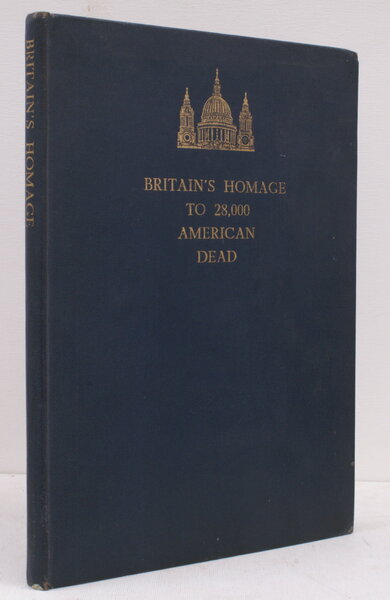 BRITAIN'S HOMAGE
BRITAIN'S HOMAGE
TO 28,000
AMERICAN
DEAD